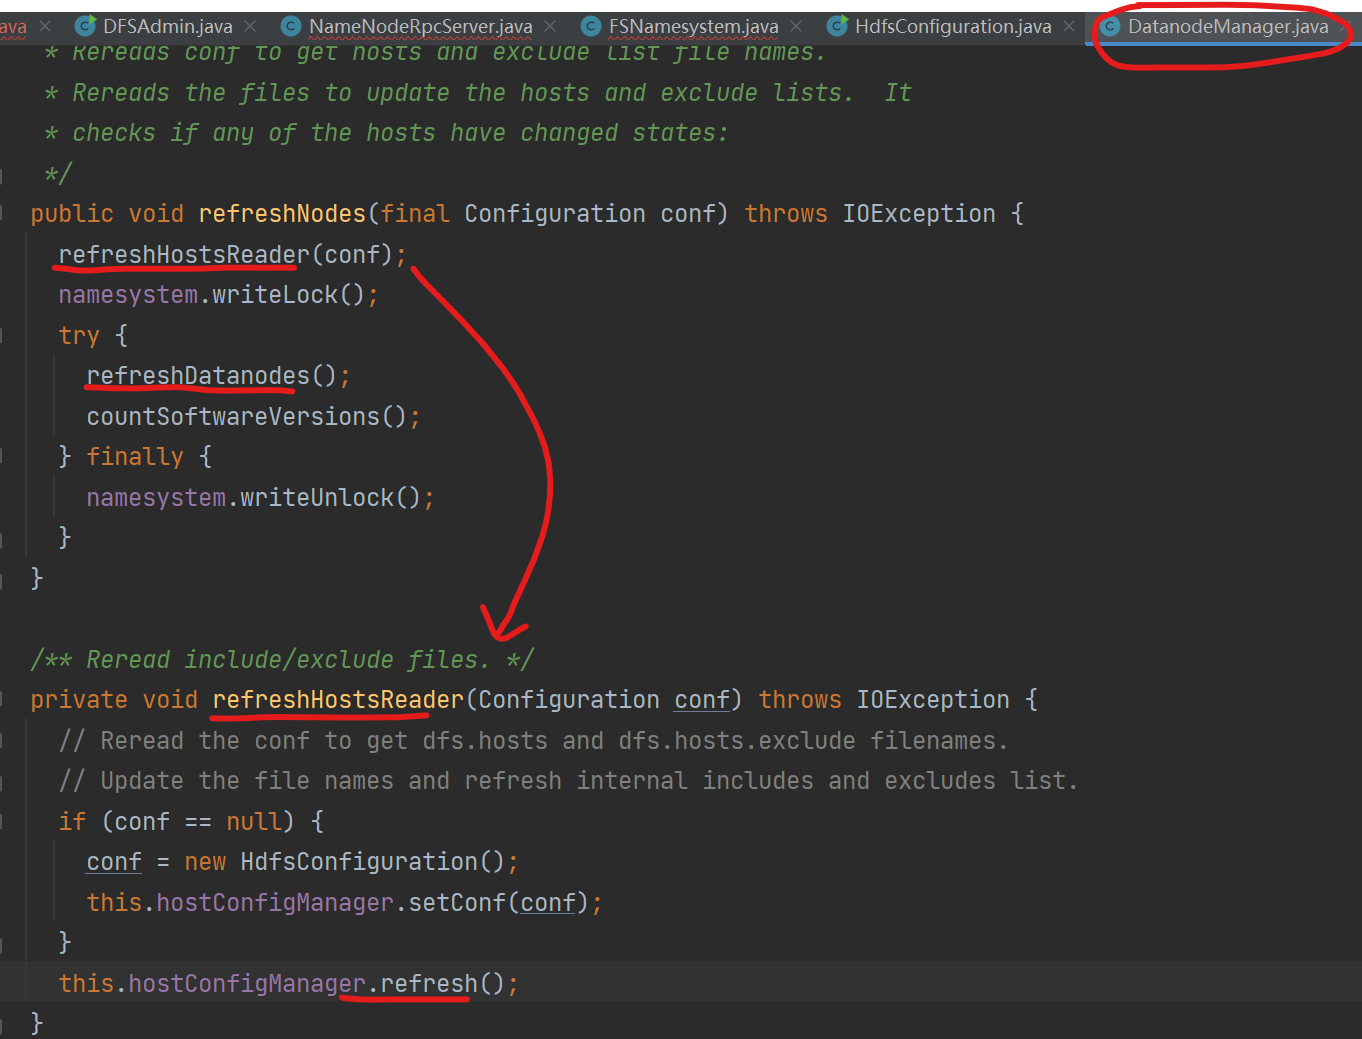 ava DFSAdmin.java NameNodeRpcServer.java FSNamesystem.java HdfsConfiguration.java DatanodeManager.java
* Rereads conf to get hosts and exclude list file names.
* Rereads the files to update the hosts and exclude lists.  It
* checks if any of the hosts have changed states:
*/
public void refreshNodes(final Configuration conf) throws IOException {
refreshHostsReader(conf);
namesystem.writeLock();
try {
refreshDatanodes();
countSoftwareVersions();
} finally {
namesystem.writeUnlock();
}
}
/** Reread include/exclude files. */
private void refreshHostsReader(Configuration conf) throws IOException {
// Reread the conf to get dfs.hosts and dfs.hosts.exclude filenames.
// Update the file names and refresh internal includes and excludes list.
if (conf == null) {
conf = new HdfsConfiguration();
this.hostConfigManager.setConf(conf);
}
this.hostConfigManager.refresh();
}